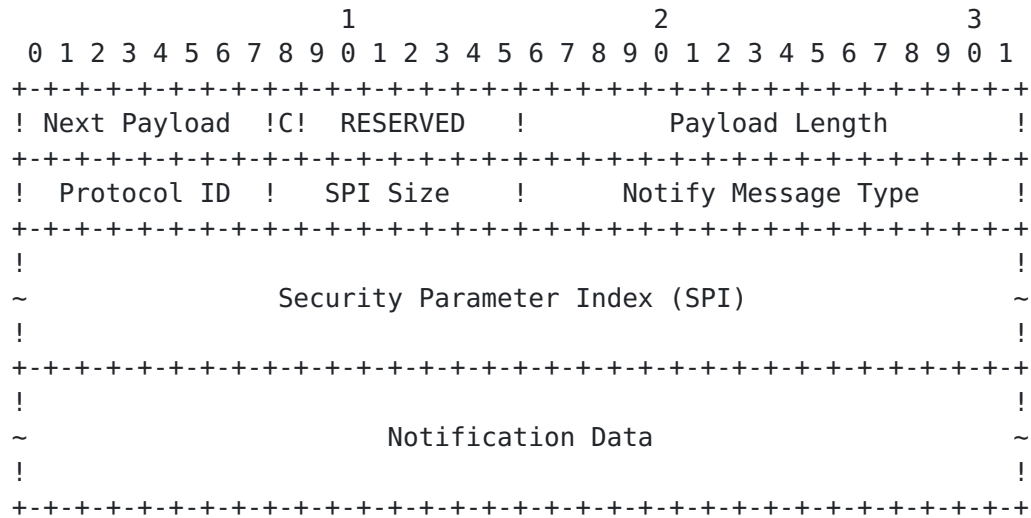 1                   2                   3
 0 1 2 3 4 5 6 7 8 9 0 1 2 3 4 5 6 7 8 9 0 1 2 3 4 5 6 7 8 9 0 1
+-+-+-+-+-+-+-+-+-+-+-+-+-+-+-+-+-+-+-+-+-+-+-+-+-+-+-+-+-+-+-+-+
! Next Payload  !C!  RESERVED   !         Payload Length        !
+-+-+-+-+-+-+-+-+-+-+-+-+-+-+-+-+-+-+-+-+-+-+-+-+-+-+-+-+-+-+-+-+
!  Protocol ID  !   SPI Size    !      Notify Message Type      !
+-+-+-+-+-+-+-+-+-+-+-+-+-+-+-+-+-+-+-+-+-+-+-+-+-+-+-+-+-+-+-+-+
!                                                               !
~                Security Parameter Index (SPI)                 ~
!                                                               !
+-+-+-+-+-+-+-+-+-+-+-+-+-+-+-+-+-+-+-+-+-+-+-+-+-+-+-+-+-+-+-+-+
!                                                               !
~                       Notification Data                       ~
!                                                               !
+-+-+-+-+-+-+-+-+-+-+-+-+-+-+-+-+-+-+-+-+-+-+-+-+-+-+-+-+-+-+-+-+